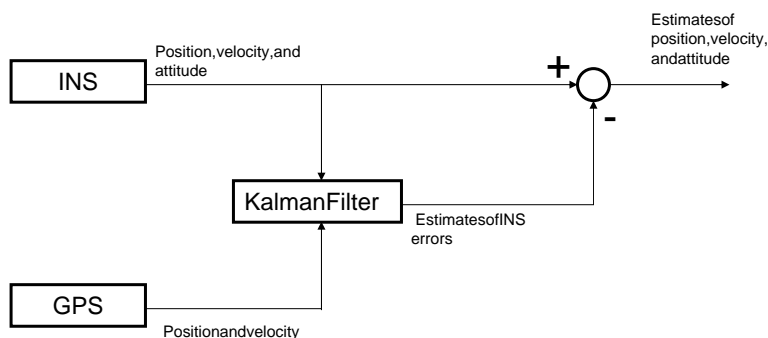 Position,velocity,and
attitude
INS
+
-
Estimatesof
position,velocity,
andattitude
KalmanFilter
EstimatesofINS
errors
GPS
Positionandvelocity